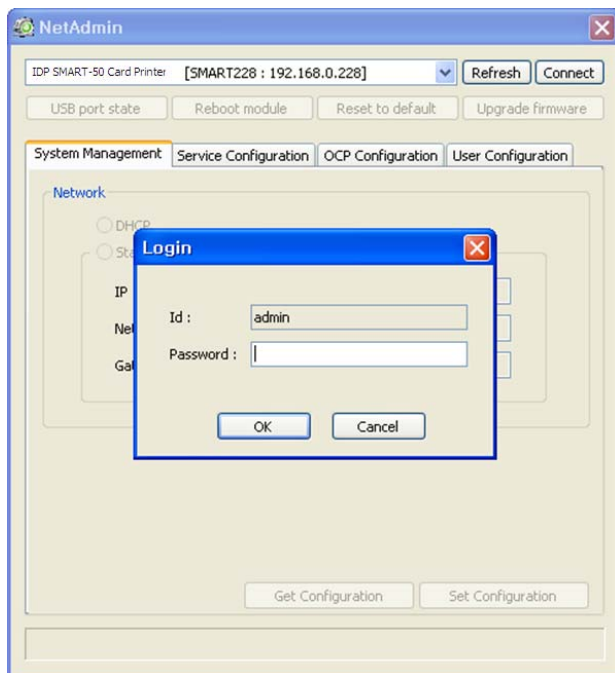 NetAdmin
IDP SMART-50 Card Printer [SMART228 : 192.168.0.228] Refresh Connect
USB port state Reboot module Reset to default Upgrade firmware
System Management Service Configuration OCP Configuration User Configuration
Network
DHCP
Login
IP
Id : admin
Password :
OK Cancel
Get Configuration Set Configuration